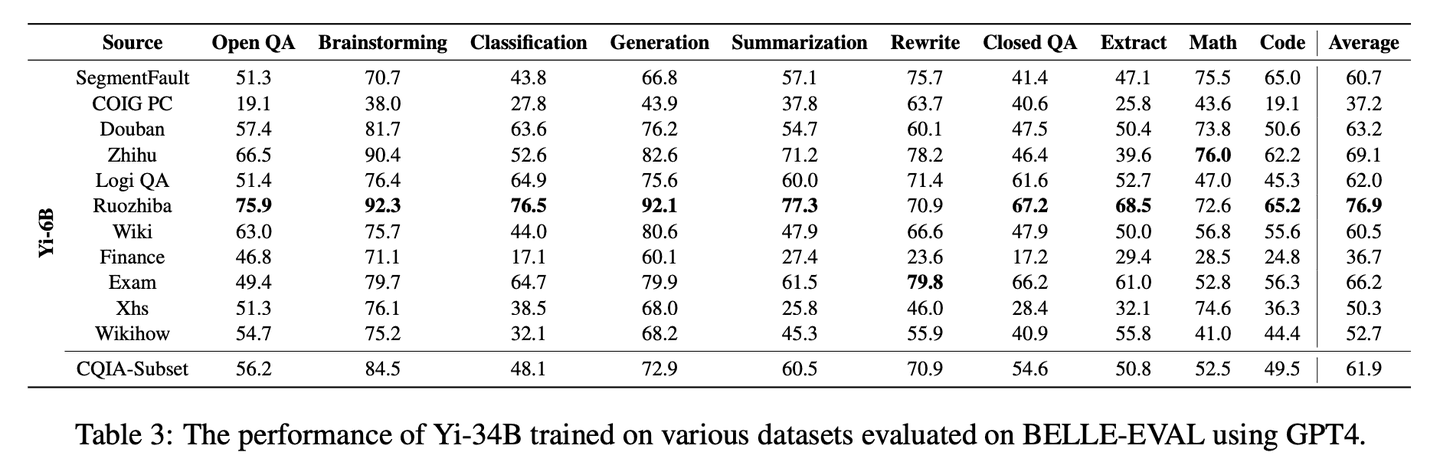 Source Open QA Brainstorming Classification Generation Summarization Rewrite Closed QA Extract Math Code Average
Yi-6B
SegmentFault 51.3 70.7 43.8 66.8 57.1 75.7 41.4 47.1 75.5 65.0 60.7
COIG PC 19.1 38.0 27.8 43.9 37.8 63.7 40.6 25.8 43.6 19.1 37.2
Douban 57.4 81.7 63.6 76.2 54.7 60.1 47.5 50.4 73.8 50.6 63.2
Zhihu 66.5 90.4 52.6 82.6 71.2 78.2 46.4 39.6 76.0 62.2 69.1
Logi QA 51.4 76.4 64.9 75.6 60.0 71.4 61.6 52.7 47.0 45.3 62.0
Ruozhiba 75.9 92.3 76.5 92.1 77.3 70.9 67.2 68.5 72.6 65.2 76.9
Wiki 63.0 75.7 44.0 80.6 47.9 66.6 47.9 50.0 56.8 55.6 60.5
Finance 46.8 71.1 17.1 60.1 27.4 23.6 17.2 29.4 28.5 24.8 36.7
Exam 49.4 79.7 64.7 79.9 61.5 79.8 66.2 61.0 52.8 56.3 66.2
Xhs 51.3 76.1 38.5 68.0 25.8 46.0 28.4 32.1 74.6 36.3 50.3
Wikihow 54.7 75.2 32.1 68.2 45.3 55.9 40.9 55.8 41.0 44.4 52.7
CQIA-Subset 56.2 84.5 48.1 72.9 60.5 70.9 54.6 50.8 52.5 49.5 61.9
Table 3: The performance of Yi-34B trained on various datasets evaluated on BELLE-EVAL using GPT4.